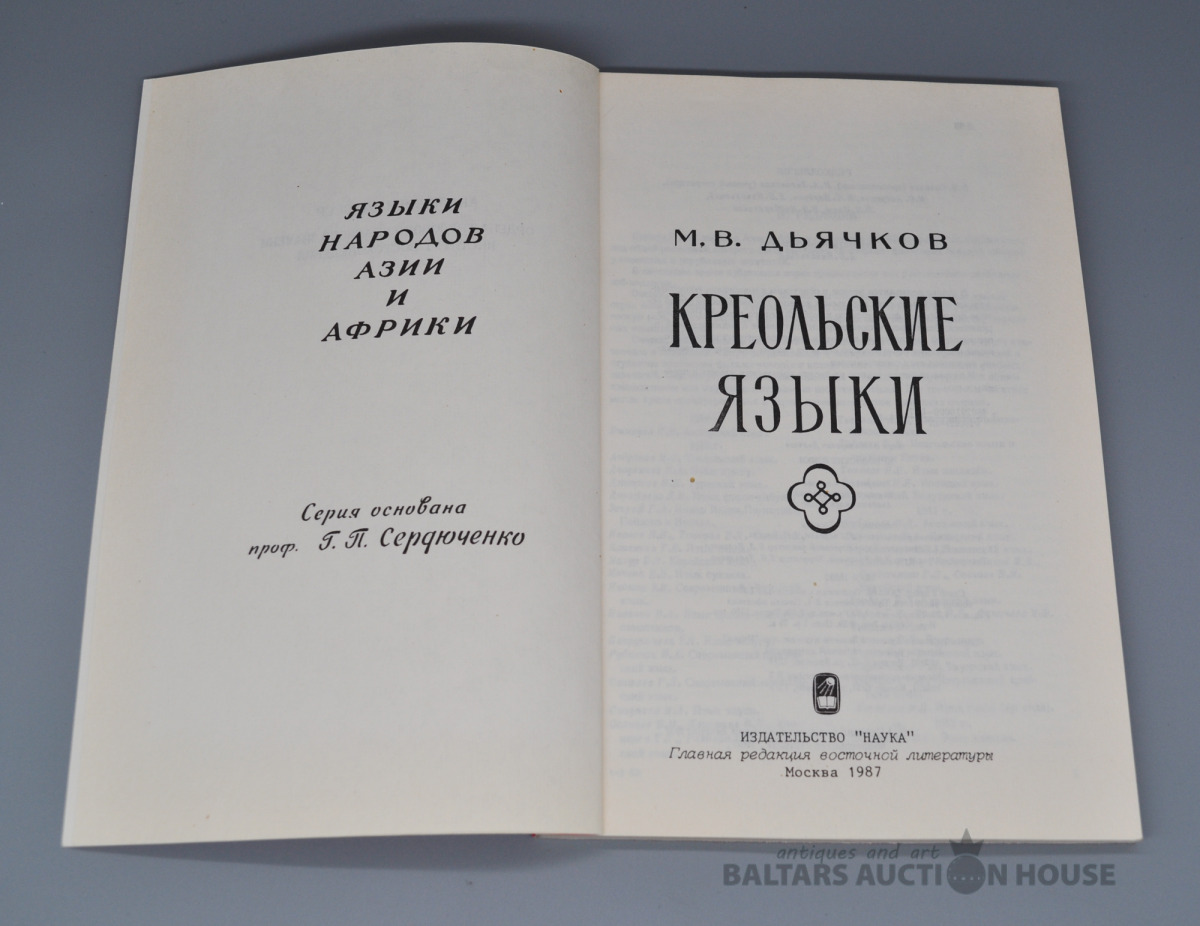 ЯЗЫКИ
НАРОДОВ
АЗИИ
И
АФРИКИ
Серия основана
проф. Г. П. Сердюченко
М. В. ДЬЯЧКОВ
КРЕОЛЬСКИЕ
ЯЗЫКИ
ИЗДАТЕЛЬСТВО "НАУКА"
Главная редакция восточной литературы
Москва 1987
antiques and art
BALTARS AUCTION HOUSE